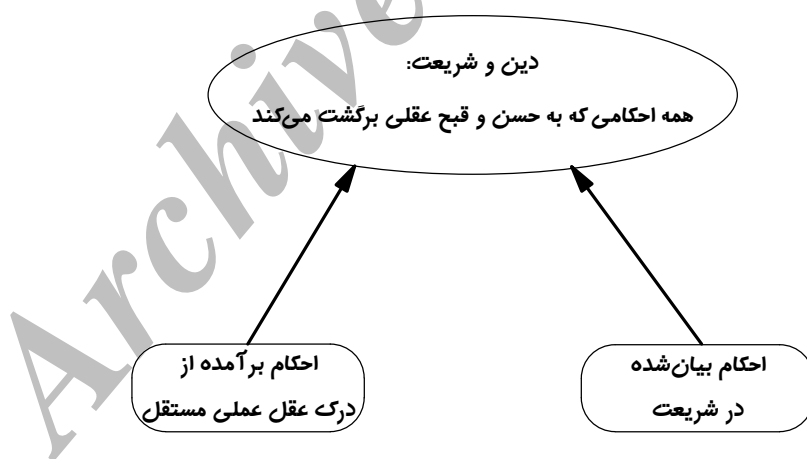 دین و شریعت:
همه احکامی که به حسن و قبح عقلی برگشت می‌کند
احکام بیان‌شده
در شریعت
احکام برآمده از
درک عقل عملی مستقل
Archive